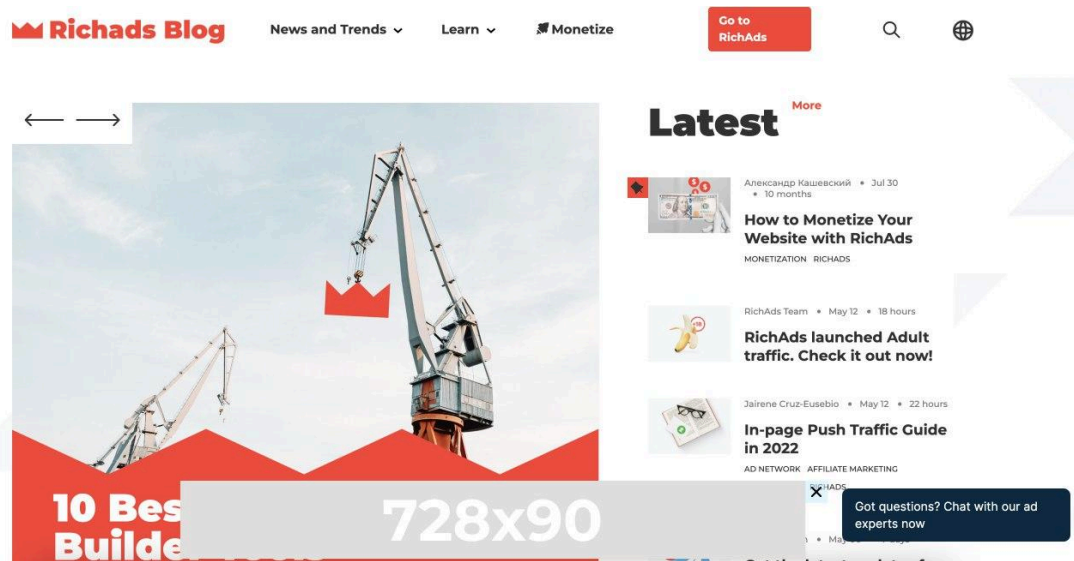 Richads Blog
News and Trends
Learn
Monetize
Go to
RichAds
Latest
More
Александр Кашевский • Jul 30
• 10 months
How to Monetize Your
Website with RichAds
MONETIZATION RICHADS
RichAds Team • May 12 • 18 hours
RichAds launched Adult
traffic. Check it out now!
Jairene Cruz-Eusebio • May 12 • 22 hours
In-page Push Traffic Guide
in 2022
AD NETWORK AFFILIATE MARKETING
10
728x90
Got questions? Chat with our ad
experts now